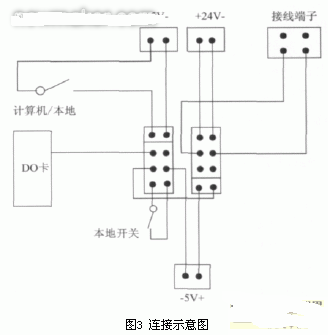 +24V-
接线端子
计算机/本地
DO卡
本地开关
-5V+
图3 连接示意图